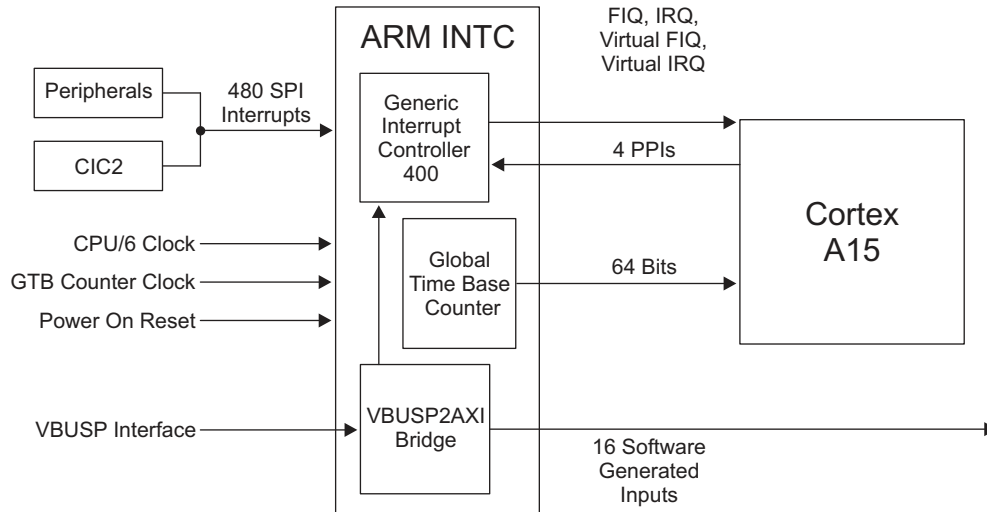 ARM INTC
FIQ, IRQ,
Virtual FIQ,
Virtual IRQ
Peripherals
CIC2
480 SPI
Interrupts
Generic
Interrupt
Controller
400
4 PPIs
Cortex
A15
CPU/6 Clock
GTB Counter Clock
Power On Reset
Global
Time Base
Counter
64 Bits
VBUSP Interface
VBUSP2AXI
Bridge
16 Software
Generated
Inputs